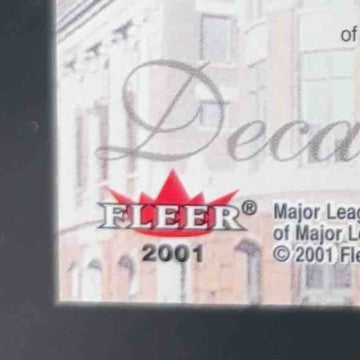 of
Deca
FLEER®
2001
Major Leag
of Major L
© 2001 Fle